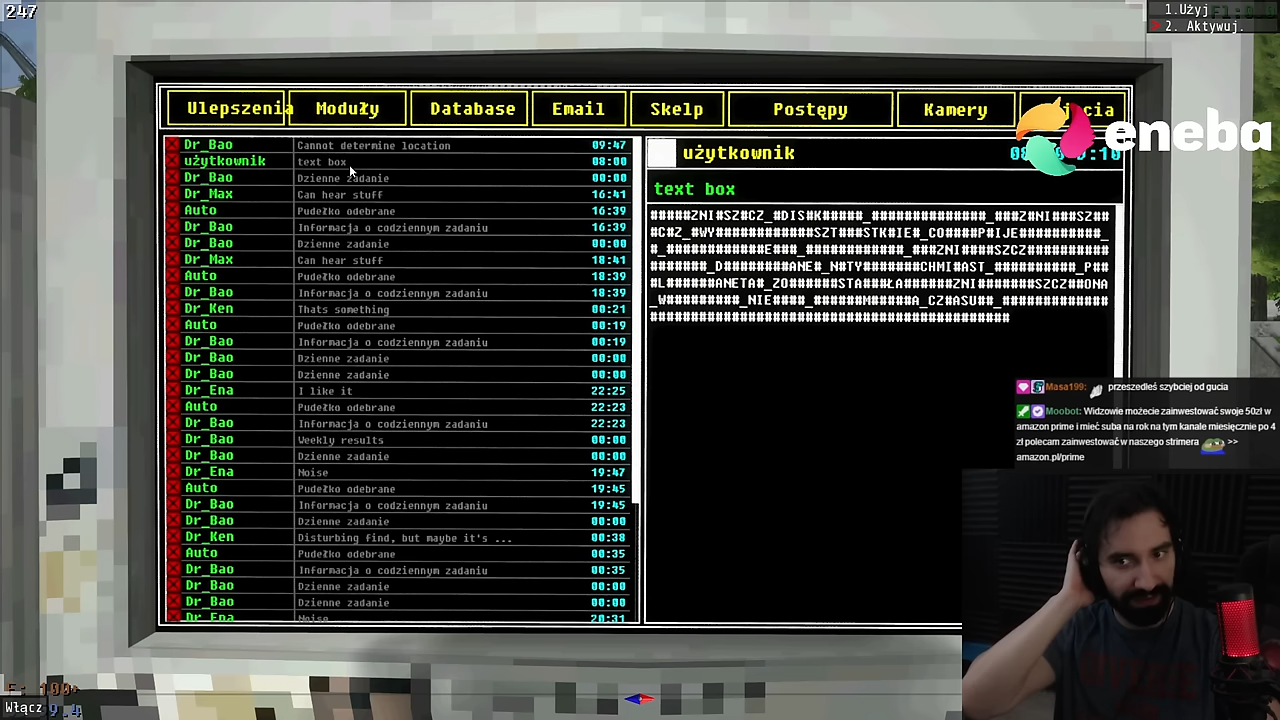 247
1.Użyj
2. Aktywuj.
Ulepszenia Moduły Database Email Skelp Postępy Kamery
eneba
Dr_Bao Cannot determine location 09:47
użytkownik text box 08:00
Dr_Bao Dzienne zadanie 00:00
Dr_Max Can hear stuff 16:41
Auto Pudełko odebrane 16:39
Dr_Bao Informacja o codziennym zadaniu 16:39
Dr_Bao Dzienne zadanie 00:00
Dr_Max Can hear stuff 18:41
Auto Pudełko odebrane 18:39
Dr_Bao Informacja o codziennym zadaniu 18:39
Dr_Ken Thats something 00:21
Auto Pudełko odebrane 00:19
Dr_Bao Informacja o codziennym zadaniu 00:19
Dr_Bao Dzienne zadanie 00:00
Dr_Bao Dzienne zadanie 00:00
Dr_Ena I like it 22:25
Auto Pudełko odebrane 22:23
Dr_Bao Informacja o codziennym zadaniu 22:23
Dr_Bao Weekly results 00:00
Dr_Bao Dzienne zadanie 00:00
Dr_Ena Noise 19:47
Auto Pudełko odebrane 19:45
Dr_Bao Informacja o codziennym zadaniu 19:45
Dr_Bao Dzienne zadanie 00:00
Dr_Ken Disturbing find, but maybe it's ... 00:38
Auto Pudełko odebrane 00:35
Dr_Bao Informacja o codziennym zadaniu 00:35
Dr_Bao Dzienne zadanie 00:00
Dr_Bao Dzienne zadanie 00:00
Dr_Ena Noise 20:31
użytkownik
text box
#####ZNI#SZ#CZ_#DIS#K#####_##############_###Z#NI###SZ##
#C#Z_#WY###########SZT###STK#IE#_CO####P#IJE##########_
#_############E###_############_###ZNI####SZCZ##########
########_D########ANE#_N#TY#######CHMI#AST_##########_P##
#L#####ANETA#_ZO#####STA##ŁA######ZNI#######SZCZ##ONA
_W#########_NIE####_######M####A_CZ#ASU##_#############
###############################################
Masa199: przeszedłeś szybciej od gucia
Moobot: Widzowie możecie zainwestować swoje 50zl w
amazon prime i mieć suba na rok na tym kanale miesięcznie po 4
zł polecam zainwestować w naszego strimera >>
amazon.pl/prime
Włącz